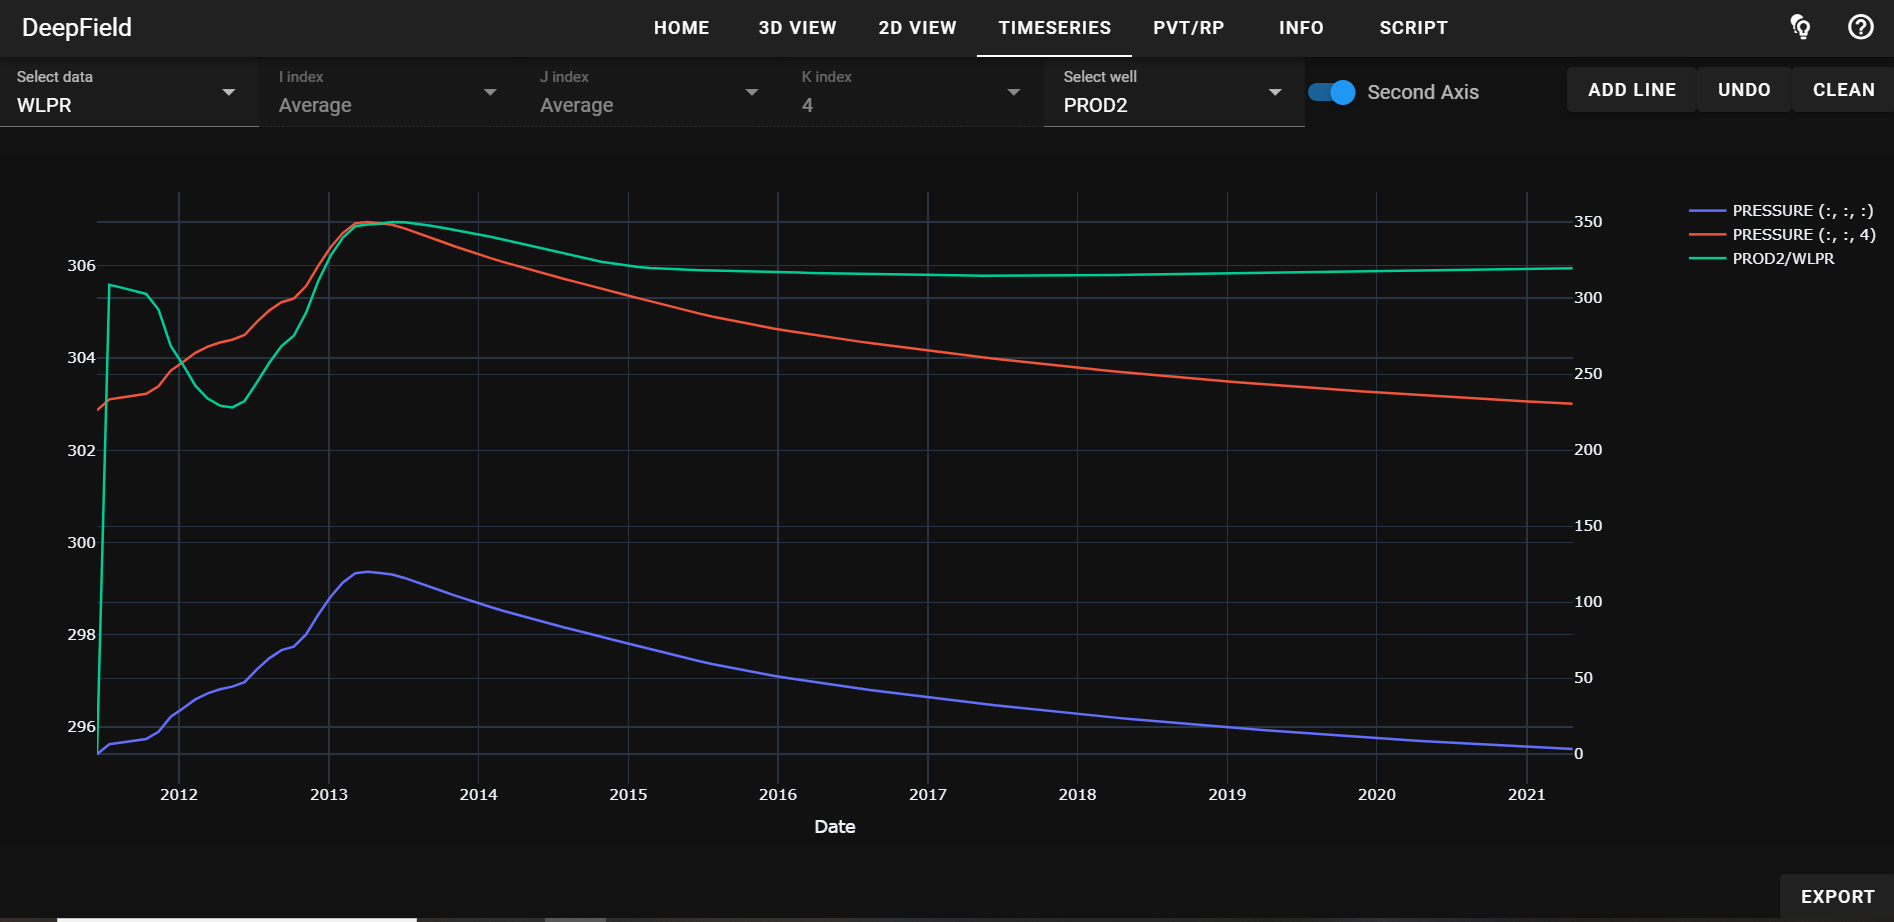 DeepField
HOME
3D VIEW
2D VIEW
TIMESERIES
PVT/RP
INFO
SCRIPT
Select data
WLPR
I index
Average
J index
Average
K index
4
Select well
PROD2
Second Axis
ADD LINE
UNDO
CLEAN
306
304
302
300
298
296
350
300
250
200
150
100
50
0
PRESSURE (:, :, :)
PRESSURE (:, :, 4)
PROD2/WLPR
2012
2013
2014
2015
2016
2017
2018
2019
2020
2021
Date
EXPORT